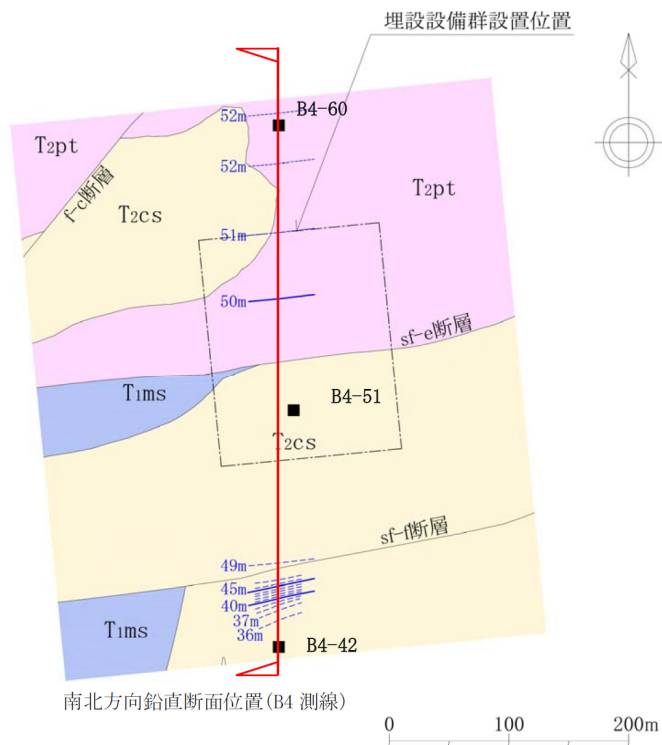 埋設設備群設置位置
52m
B4-60
T2pt
f-c断層
52m
T2cs
T2pt
51m
50m
sf-e断層
T1ms
B4-51
T2cs
sf-f断層
49m
45m
40m
37m
36m
T1ms
B4-42
南北方向鉛直断面位置(B4 測線)
0 100 200m